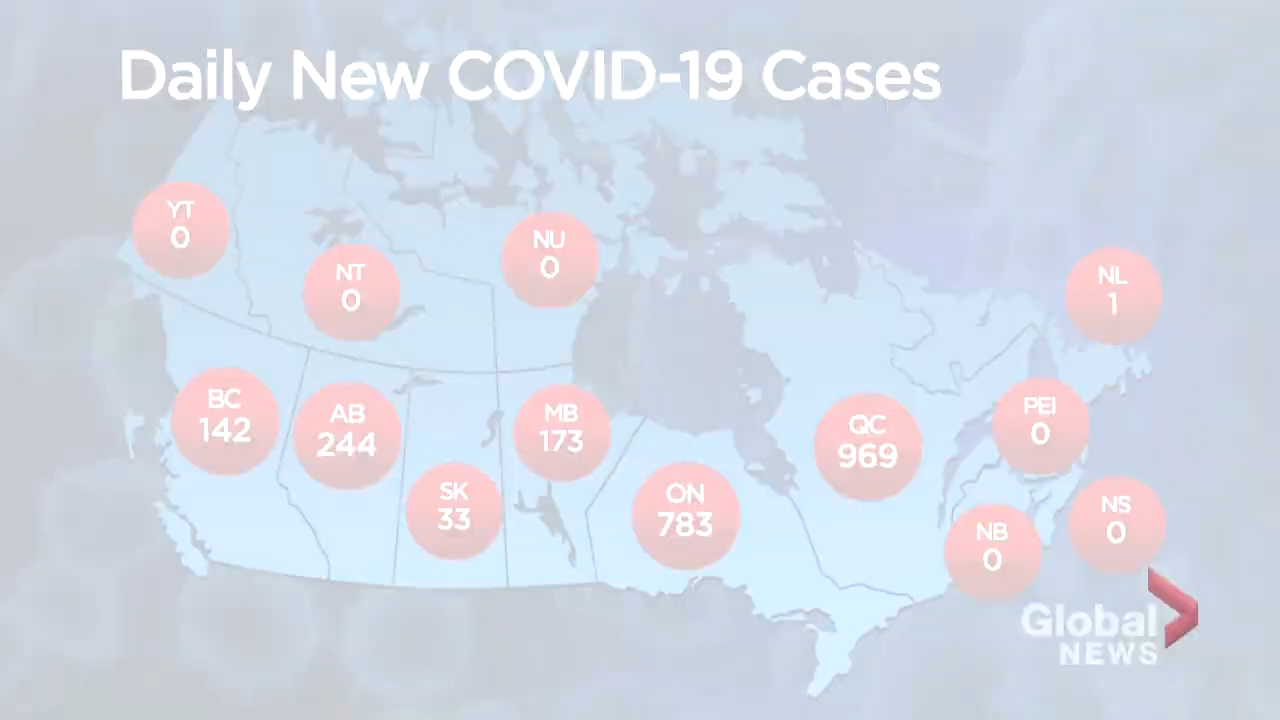 Daily New COVID-19 Cases
YT
0
NU
0
NT
0
NL
1
BC
142
AB
244
MB
173
QC
969
PEI
0
SK
33
ON
783
NB
0
NS
0
Global
NEWS